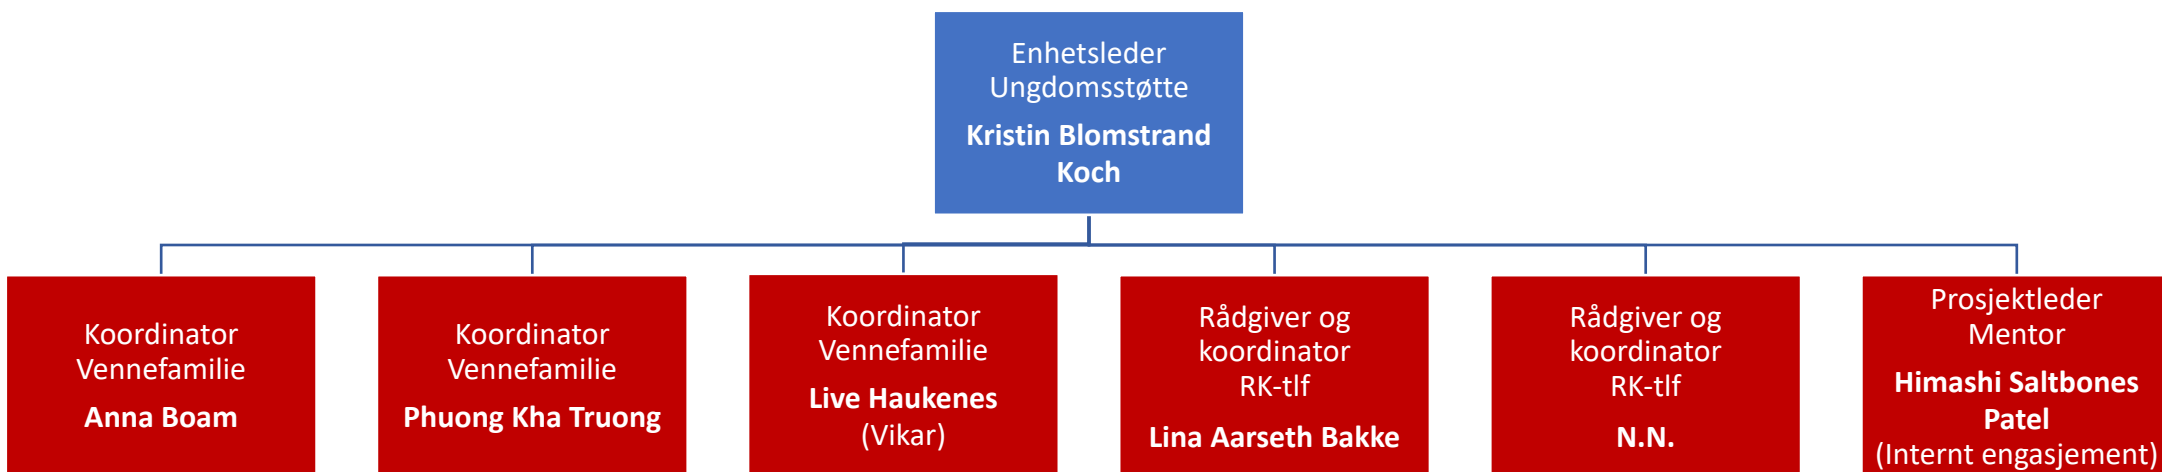 Enhetsleder
Ungdomsstøtte
Kristin Blomstrand
Koch
Koordinator
Vennefamilie
Anna Boam
Koordinator
Vennefamilie
Phuong Kha Truong
Koordinator
Vennefamilie
Live Haukenes
(Vikar)
Rådgiver og
koordinator
RK-tlf
Lina Aarseth Bakke
Rådgiver og
koordinator
RK-tlf
N.N.
Prosjektleder
Mentor
Himashi Saltbones
Patel
(Internt engasjement)